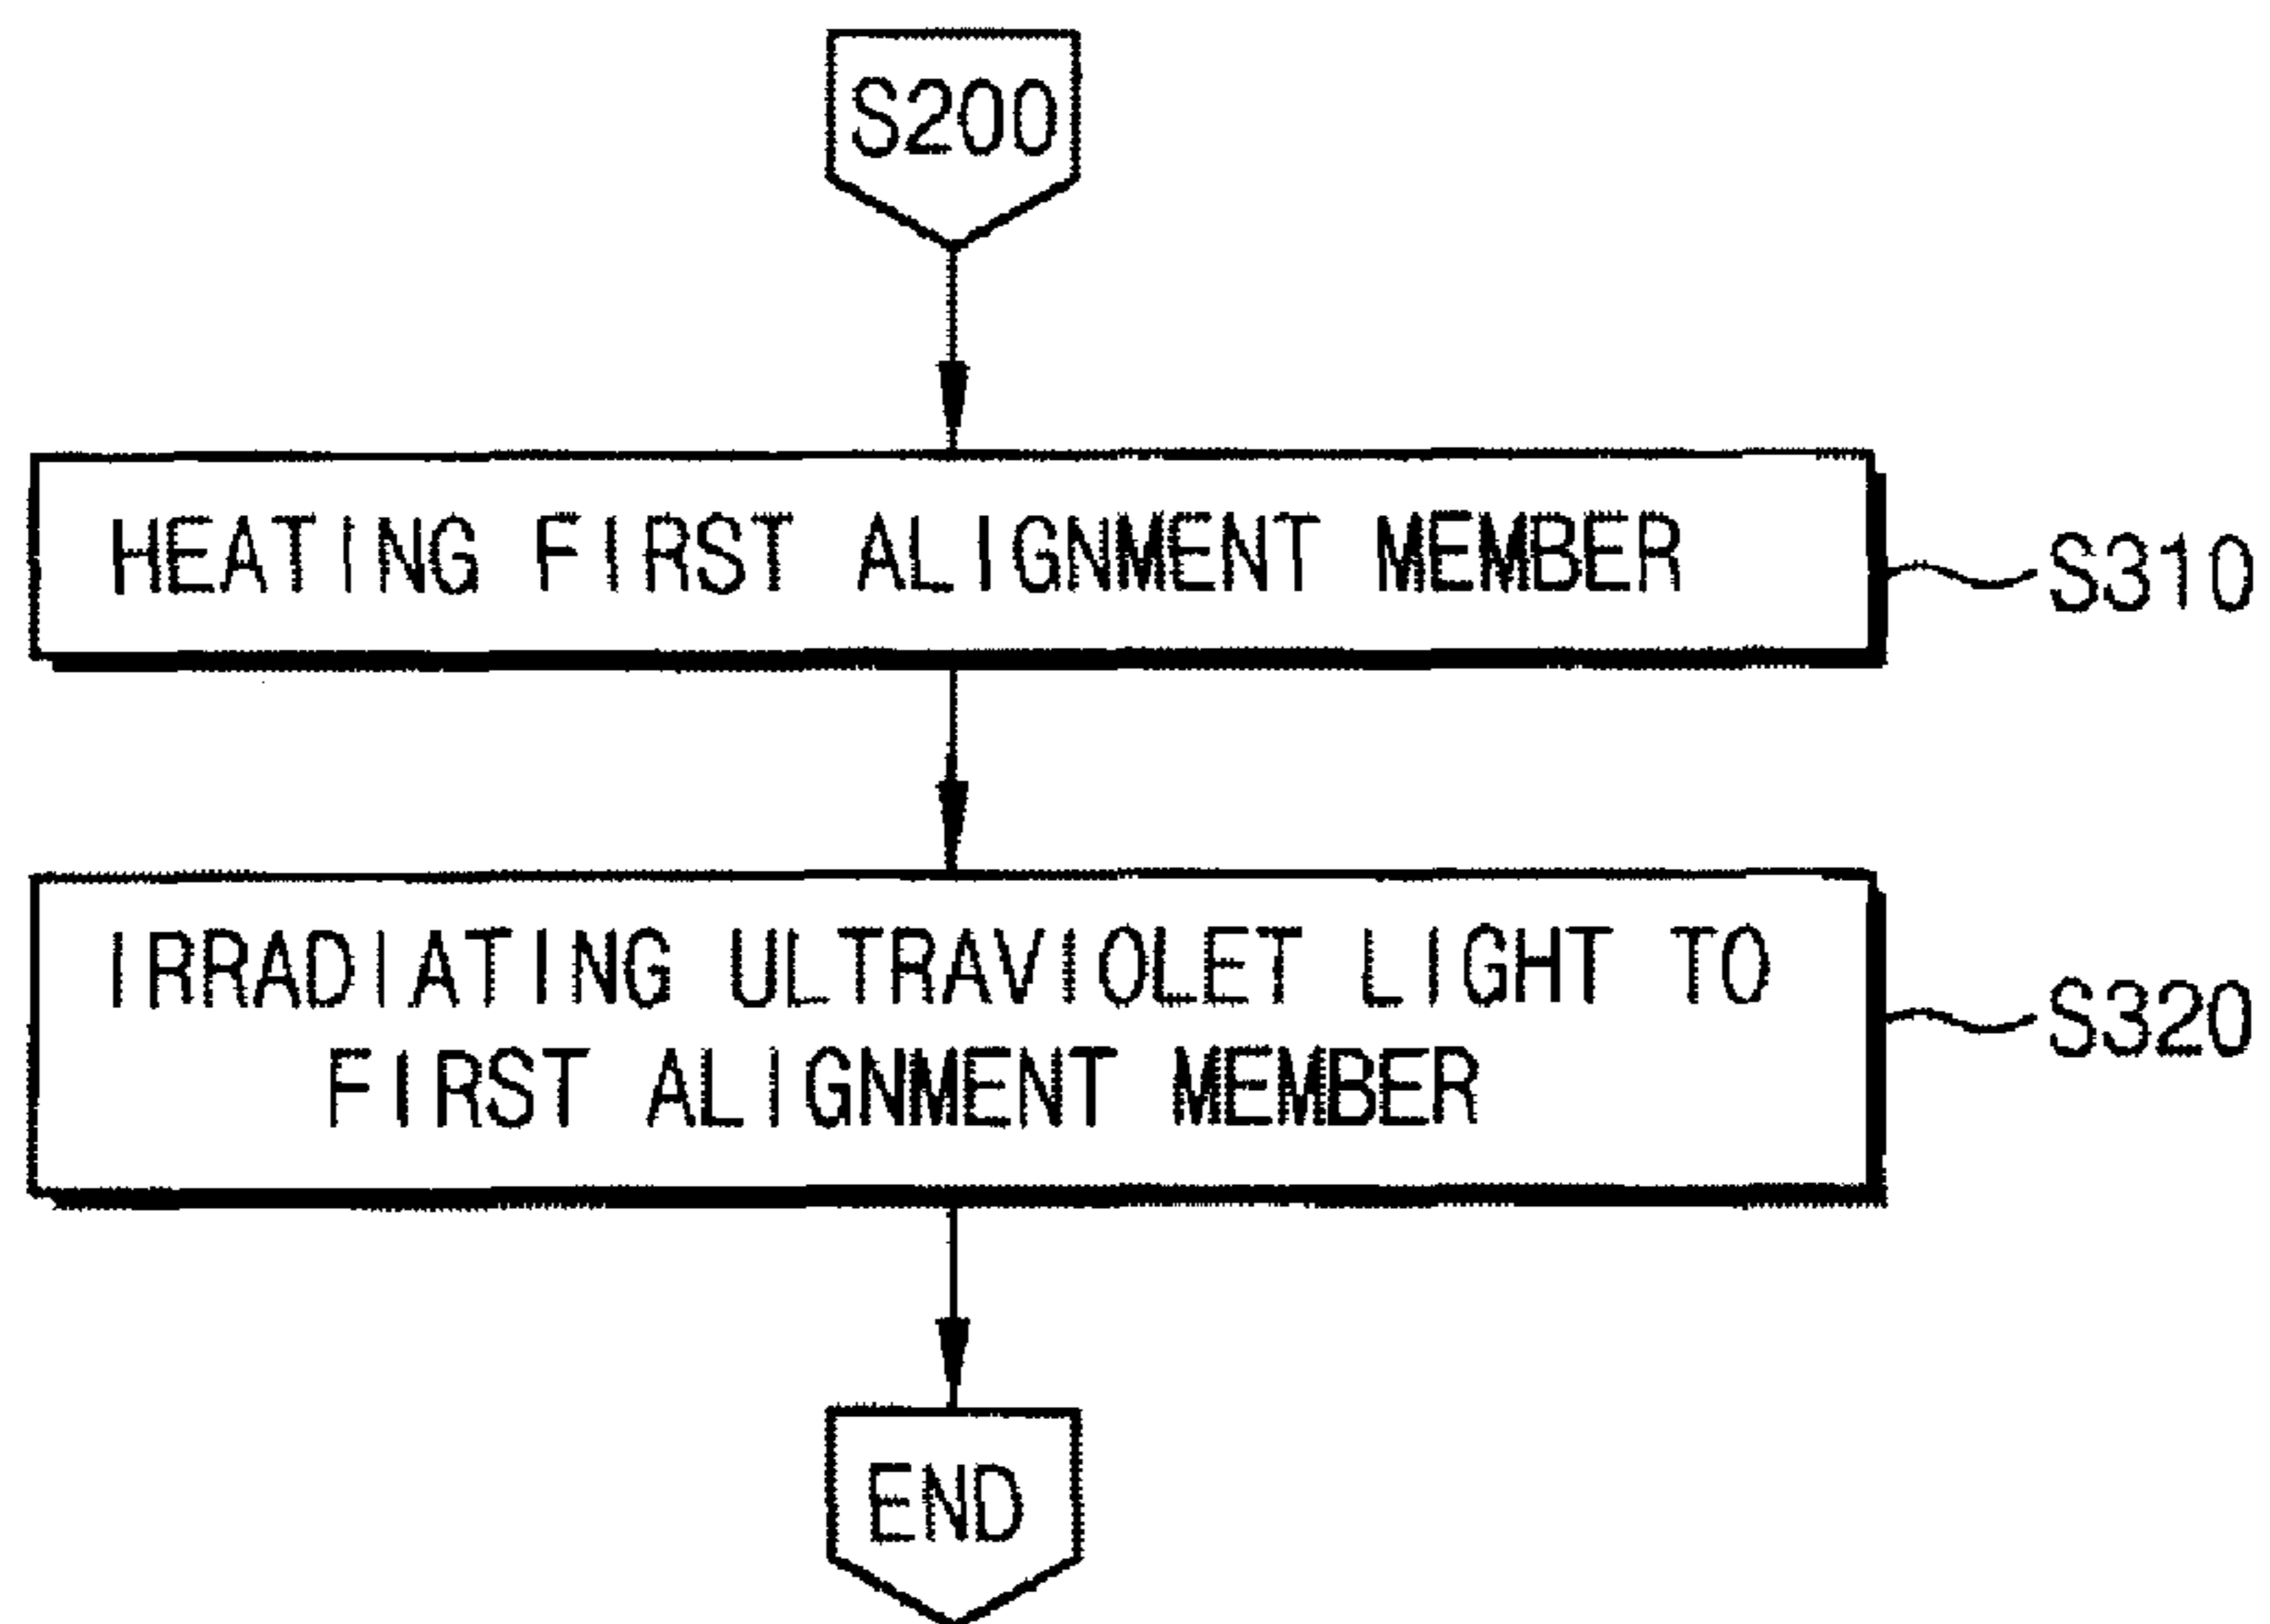 S200
HEATING FIRST ALIGNMENT MEMBER
S310
IRRADIATING ULTRAVIOLET LIGHT TO
FIRST ALIGNMENT MEMBER
S320
END